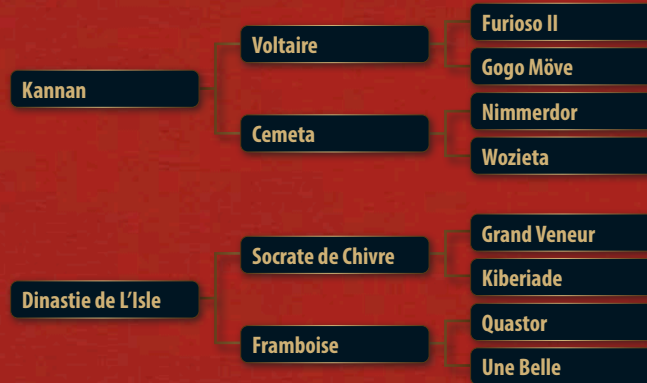 Furioso II
Voltaire
Gogo Möve
Kannan
Nimmerdor
Cemeta
Wozieta
Grand Veneur
Socrate de Chivre
Kiberiade
Dinastie de L'Isle
Quastor
Framboise
Une Belle